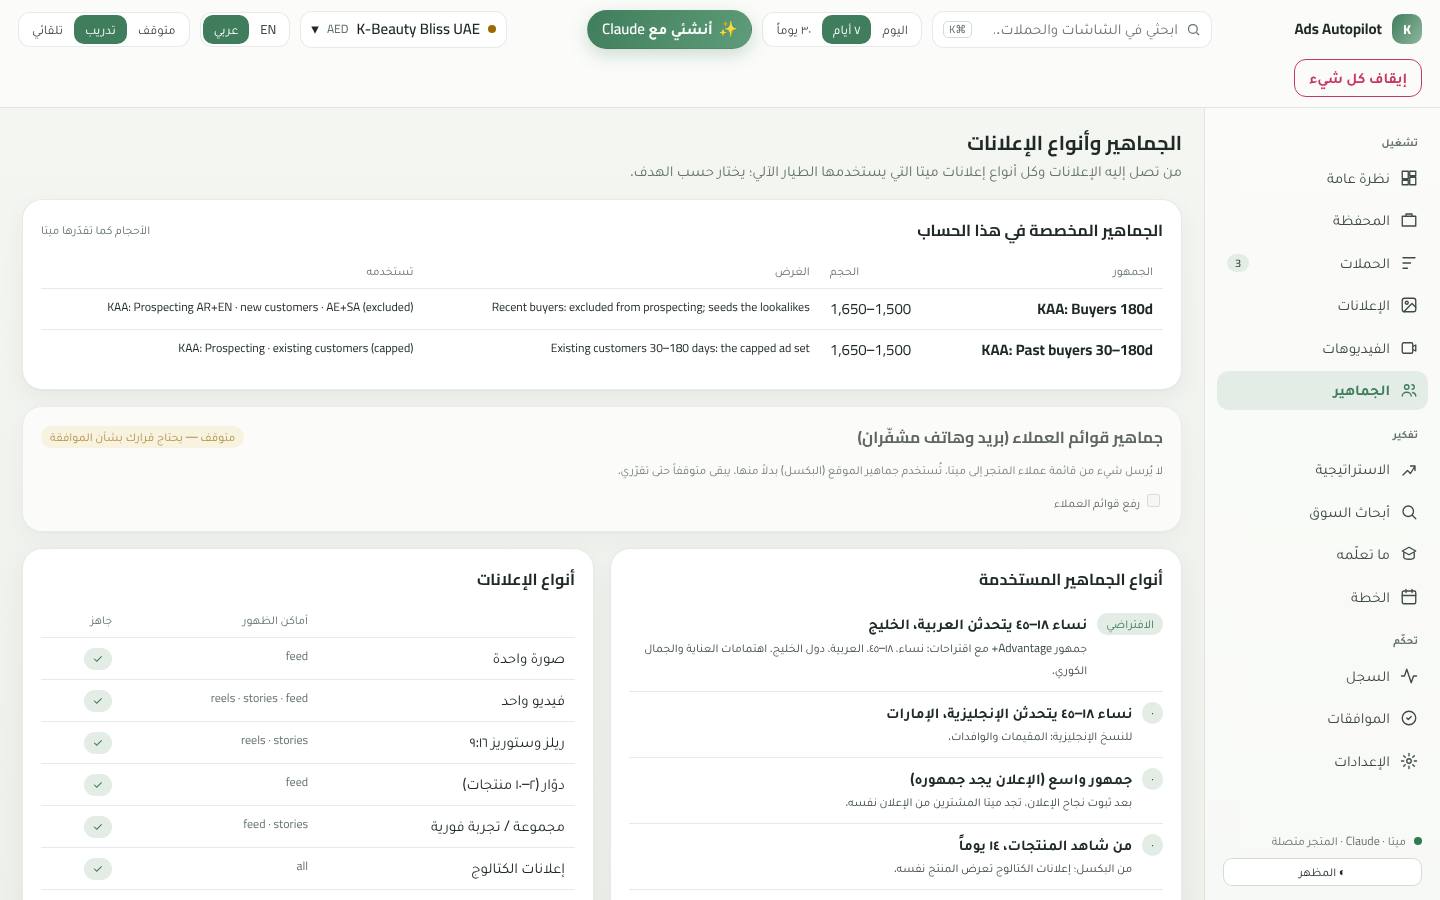 K
Ads Autopilot
ابحثي في الشاشات والحملات..
K⌘
اليوم
٧ أيام
٣٠ يوماً
✨ أنشئي مع Claude
K-Beauty Bliss UAE
AED
▼
EN
عربي
متوقف
تدريب
تلقائي
إيقاف كل شيء
تشغيل
نظرة عامة
المحفظة
الحملات
3
الإعلانات
الفيديوهات
الجماهير
تفكير
الاستراتيجية
أبحاث السوق
ما تعلّمه
الخطة
تحكّم
السجل
الموافقات
الإعدادات
ميتا · Claude · المتجر متصلة
المظهر
الجماهير وأنواع الإعلانات
من تصل إليه الإعلانات وكل أنواع إعلانات ميتا التي يستخدمها الطيار الآلي؛ يختار حسب الهدف.
الجماهير المخصصة في هذا الحساب
الأحجام كما تقدّرها ميتا
الجمهور
الحجم
الغرض
تستخدمه
KAA: Buyers 180d
1,650–1,500
Recent buyers: excluded from prospecting; seeds the lookalikes
KAA: Prospecting AR+EN · new customers · AE+SA (excluded)
KAA: Past buyers 30–180d
1,650–1,500
Existing customers 30–180 days: the capped ad set
KAA: Prospecting · existing customers (capped)
جماهير قوائم العملاء (بريد وهاتف مشفّران)
متوقف — يحتاج قرارك بشأن الموافقة
لا يُرسل شيء من قائمة عملاء المتجر إلى ميتا. تُستخدم جماهير الموقع (البكسل) بدلاً منها. يبقى متوقفاً حتى تقرّري.
رفع قوائم العملاء
أنواع الجماهير المستخدمة
الافتراضي
نساء ١٨–٤٥ يتحدثن العربية، الخليج
جمهور Advantage+ مع اقتراحات: نساء، ١٨–٤٥، العربية، دول الخليج، اهتمامات العناية والجمال
الكوري.
نساء ١٨–٤٥ يتحدثن الإنجليزية، الإمارات
للنسخ الإنجليزية: المقيمات والوافدات.
جمهور واسع (الإعلان يجد جمهوره)
بعد ثبوت نجاح الإعلان، تجد ميتا المشترين من الإعلان نفسه.
من شاهد المنتجات، ١٤ يوماً
من البكسل؛ إعلانات الكتالوج تعرض المنتج نفسه.
أنواع الإعلانات
أماكن الظهور
جاهز
صورة واحدة
feed
✓
فيديو واحد
reels · stories · feed
✓
ريلز وستوريز ٩:١٦
reels · stories
✓
دوّار (٢–١٠ منتجات)
feed
✓
مجموعة / تجربة فورية
feed · stories
✓
إعلانات الكتالوج
all
✓